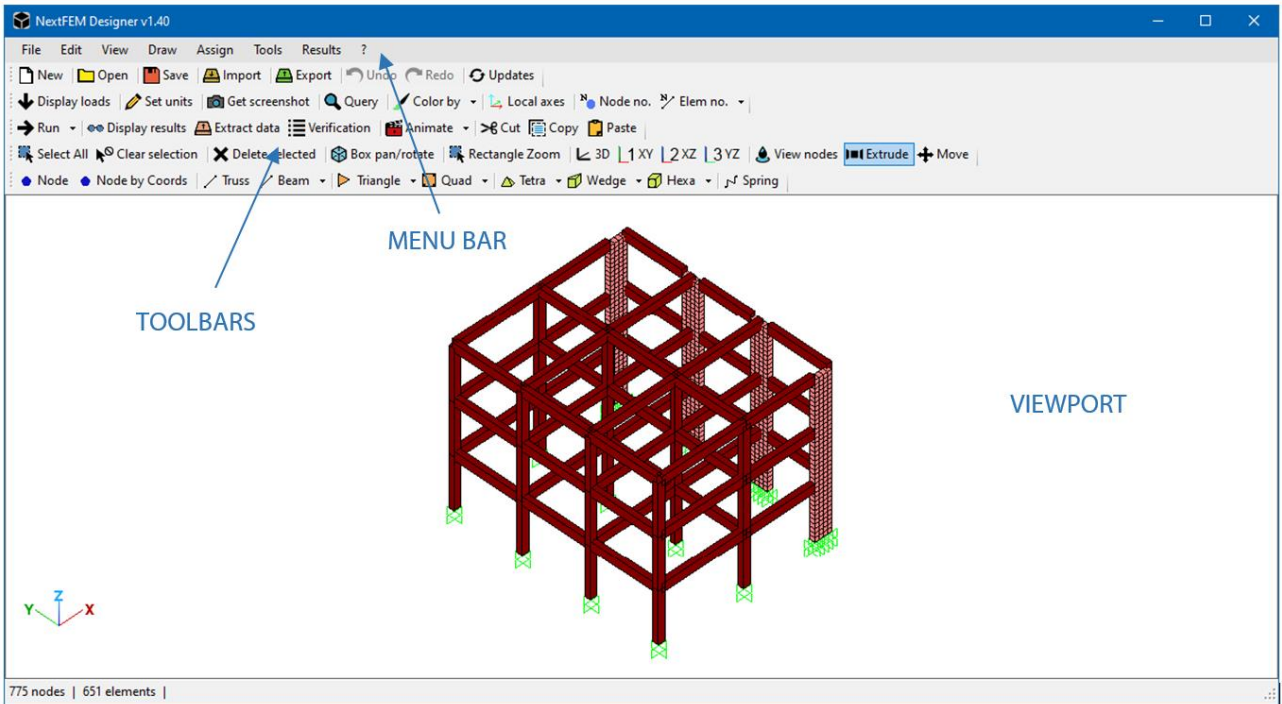 NextFEM Designer v1.40
File Edit View Draw Assign Tools Results ?
New Open Save Import Export Undo Redo Updates
Display loads Set units Get screenshot Query Color by Local axes N Node no. N Elem no.
Run Display results Extract data Verification Animate Cut Copy Paste
Select All Clear selection Delete selected Box pan/rotate Rectangle Zoom 3D 1 XY 2 XZ 3 YZ View nodes Extrude Move
Node Node by Coords Truss Beam Triangle Quad Tetra Wedge Hexa Spring
MENU BAR
TOOLBARS
VIEWPORT
Y Z X
775 nodes | 651 elements |